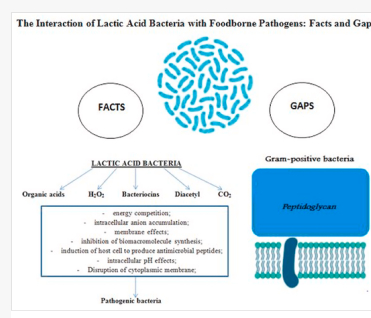 The Interaction of Lactic Acid Bacteria with Foodborne Pathogens: Facts and Gap
FACTS
GAPS
LACTIC ACID BACTERIA
Organic acids H₂O₂ Bacteriocins Diacetyl CO₂
- energy competition;
- intracellular anion accumulation;
- membrane effects;
- inhibition of biomacromolecule synthesis;
- induction of host cell to produce antimicrobial peptides;
- intracellular pH effects;
- Disruption of cytoplasmic membrane;
Pathogenic bacteria
Gram-positive bacteria
Peptidoglycan